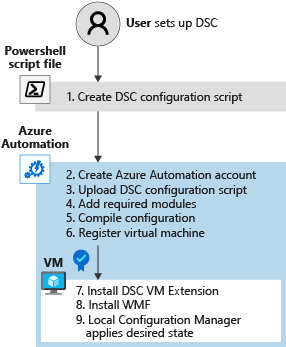 User sets up DSC
Powershell
script file
1. Create DSC configuration script
Azure
Automation
2. Create Azure Automation account
3. Upload DSC configuration script
4. Add required modules
5. Compile configuration
6. Register virtual machine
VM
7. Install DSC VM Extension
8. Install WMF
9. Local Configuration Manager
applies desired state